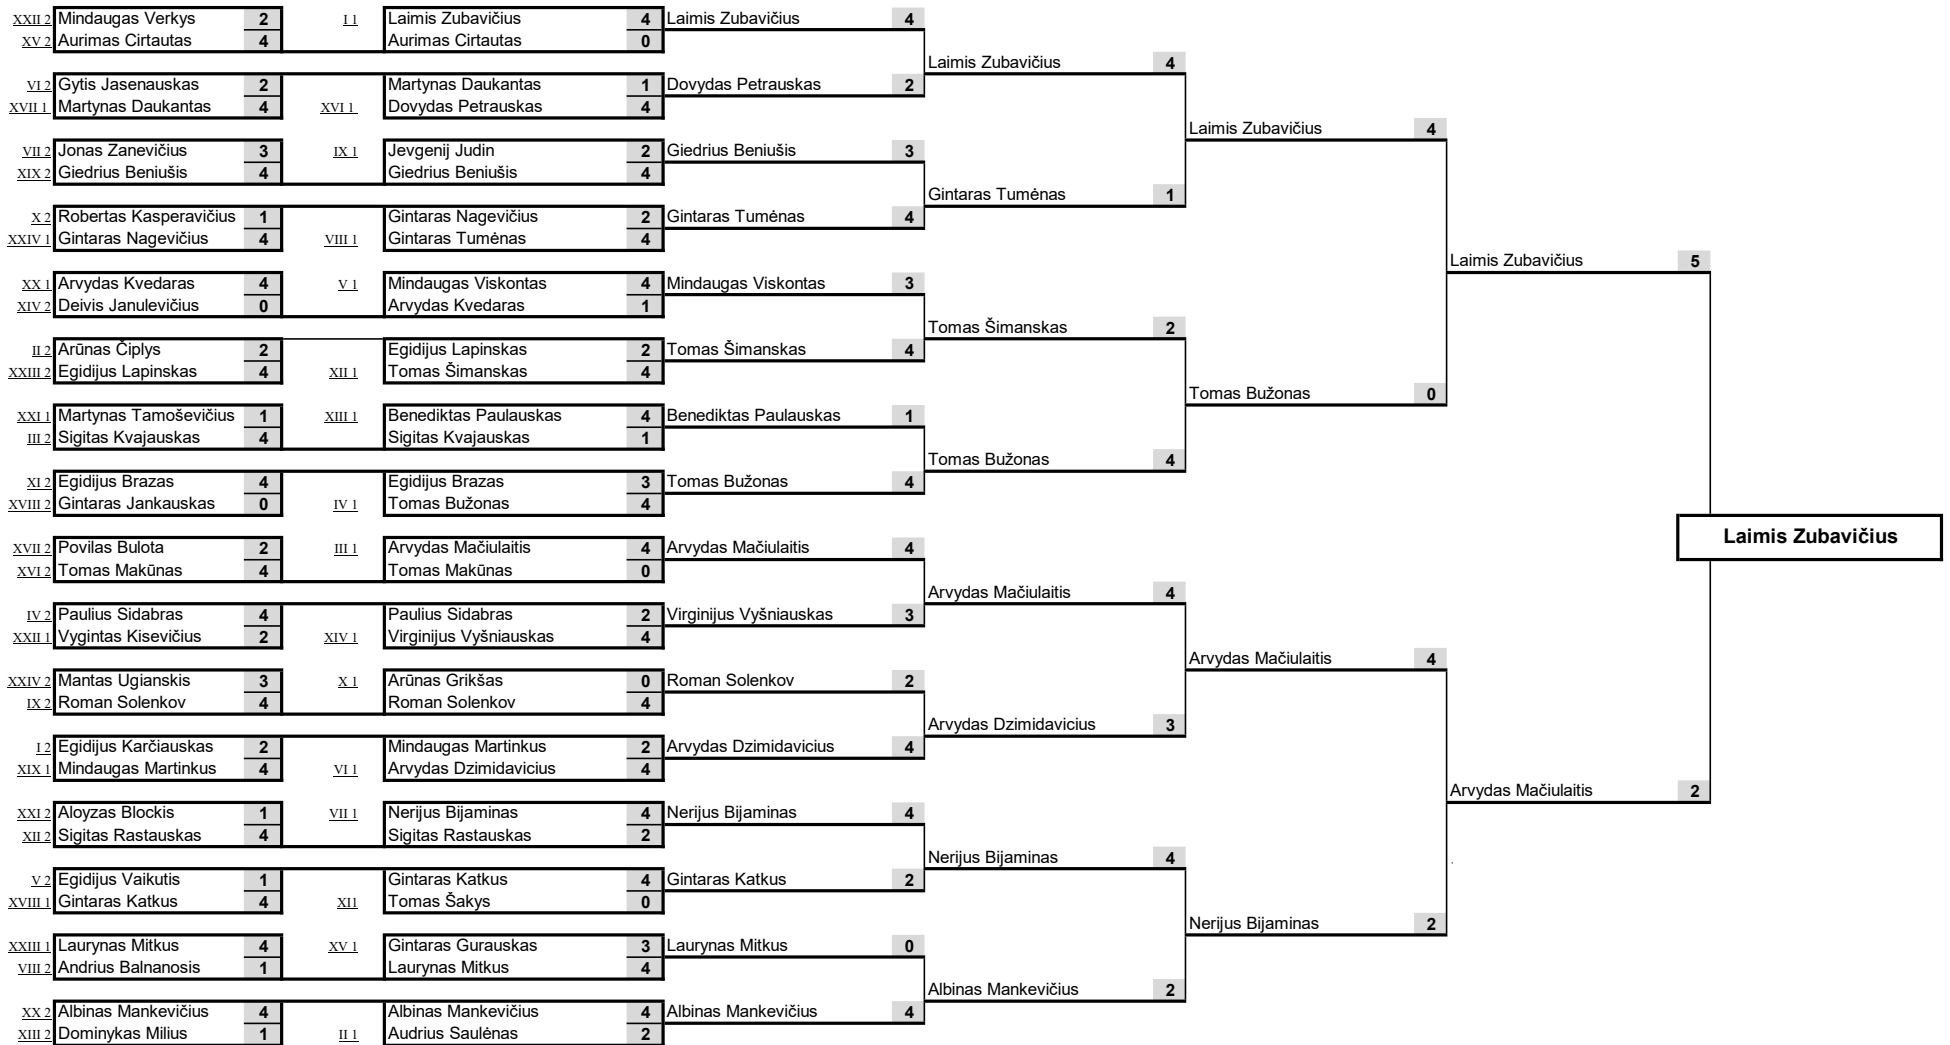 XXII 2 Mindaugas Verkys 2 I 1 Laimis Zubavičius 4 Laimis Zubavičius 4
XV 2 Aurimas Cirtautas 4 Aurimas Cirtautas 0
Laimis Zubavičius 4
VI 2 Gytis Jasenauskas 2 Martynas Daukantas 1 Dovydas Petrauskas 2
XVII 1 Martynas Daukantas 4 XVI 1 Dovydas Petrauskas 4
Laimis Zubavičius 4
VII 2 Jonas Zanevičius 3 IX 1 Jevgenij Judin 2 Giedrius Beniušis 3
XIX 2 Giedrius Beniušis 4 Giedrius Beniušis 4
Gintaras Tumėnas 1
X 2 Robertas Kasperavičius 1 Gintaras Nagevičius 2 Gintaras Tumėnas 4
XXIV 1 Gintaras Nagevičius 4 VIII 1 Gintaras Tumėnas 4
Laimis Zubavičius 5
XX 1 Arvydas Kvedaras 4 V 1 Mindaugas Viskontas 4 Mindaugas Viskontas 3
XIV 2 Deivis Janulevičius 0 Arvydas Kvedaras 1
Tomas Šimanskas 2
II 2 Arūnas Čiplys 2 Egidijus Lapinskas 2 Tomas Šimanskas 4
XXIII 2 Egidijus Lapinskas 4 XII 1 Tomas Šimanskas 4
Tomas Bužonas 0
XXI 1 Martynas Tamoševičius 1 XIII 1 Benediktas Paulauskas 4 Benediktas Paulauskas 1
III 2 Sigitas Kvajauskas 4 Sigitas Kvajauskas 1
Tomas Bužonas 4
XI 2 Egidijus Brazas 4 Egidijus Brazas 3 Tomas Bužonas 4
XVIII 2 Gintaras Jankauskas 0 IV 1 Tomas Bužonas 4
Laimis Zubavičius
XVII 2 Povilas Bulota 2 III 1 Arvydas Mačiulaitis 4 Arvydas Mačiulaitis 4
XVI 2 Tomas Makūnas 4 Tomas Makūnas 0
Arvydas Mačiulaitis 4
IV 2 Paulius Sidabras 4 Paulius Sidabras 2 Virginijus Vyšniauskas 3
XXII 1 Vygintas Kisevičius 2 XIV 1 Virginijus Vyšniauskas 4
Arvydas Mačiulaitis 4
XXIV 2 Mantas Ugianskis 3 X 1 Arūnas Grikšas 0 Roman Solenkov 2
IX 2 Roman Solenkov 4 Roman Solenkov 4
Arvydas Dzimidavicius 3
I 2 Egidijus Karčiauskas 2 Mindaugas Martinkus 2 Arvydas Dzimidavicius 4
XIX 1 Mindaugas Martinkus 4 VI 1 Arvydas Dzimidavicius 4
Arvydas Mačiulaitis 2
XXI 2 Aloyzas Blockis 1 VII 1 Nerijus Bijaminas 4 Nerijus Bijaminas 4
XII 2 Sigitas Rastauskas 4 Sigitas Rastauskas 2
Nerijus Bijaminas 4 .
V 2 Egidijus Vaikutis 1 Gintaras Katkus 4 Gintaras Katkus 2
XVIII 1 Gintaras Katkus 4 XI1 Tomas Šakys 0
Nerijus Bijaminas 2
XXIII 1 Laurynas Mitkus 4 XV 1 Gintaras Gurauskas 3 Laurynas Mitkus 0
VIII 2 Andrius Balnanosis 1 Laurynas Mitkus 4
Albinas Mankevičius 2
XX 2 Albinas Mankevičius 4 Albinas Mankevičius 4 Albinas Mankevičius 4
XIII 2 Dominykas Milius 1 II 1 Audrius Saulėnas 2